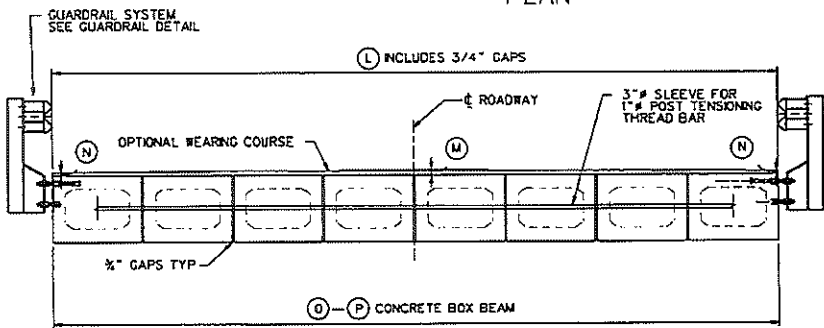 PLAN
GUARDRAIL SYSTEM
SEE GUARDRAIL DETAIL
L INCLUDES 3/4" GAPS
℄ ROADWAY
3"ø SLEEVE FOR
1"ø POST TENSIONING
THREAD BAR
OPTIONAL WEARING COURSE
N
M
N
¾" GAPS TYP
O - P CONCRETE BOX BEAM